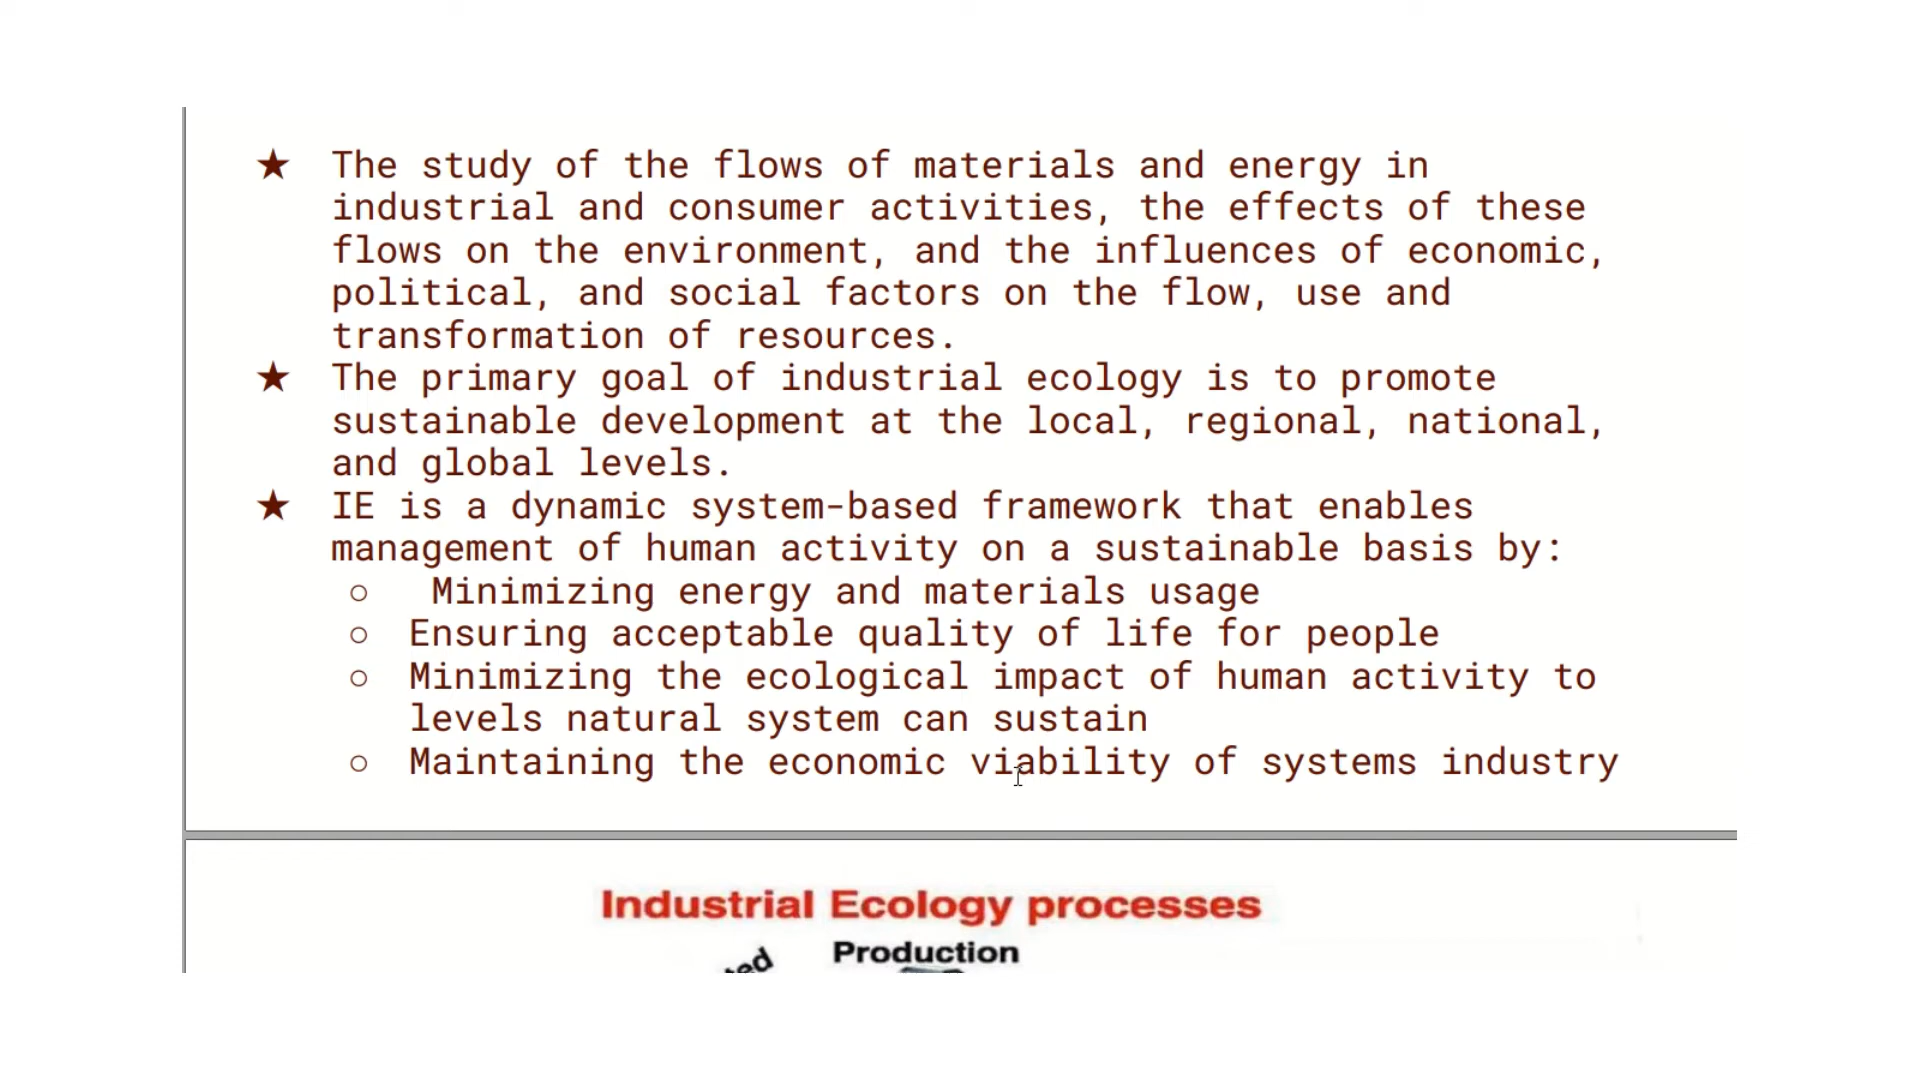 ★ The study of the flows of materials and energy in
industrial and consumer activities, the effects of these
flows on the environment, and the influences of economic,
political, and social factors on the flow, use and
transformation of resources.
★ The primary goal of industrial ecology is to promote
sustainable development at the local, regional, national,
and global levels.
★ IE is a dynamic system-based framework that enables
management of human activity on a sustainable basis by:
○ Minimizing energy and materials usage
○ Ensuring acceptable quality of life for people
○ Minimizing the ecological impact of human activity to
levels natural system can sustain
○ Maintaining the economic viability of systems industry
Industrial Ecology processes
Production